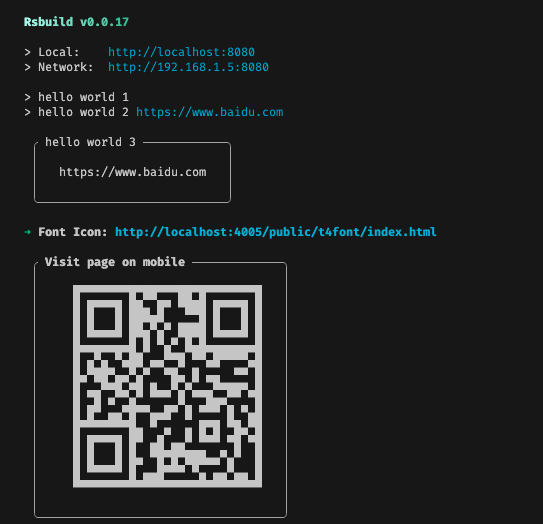 Rsbuild v0.0.17
> Local: http://localhost:8080
> Network: http://192.168.1.5:8080
> hello world 1
> hello world 2 https://www.baidu.com
hello world 3
https://www.baidu.com
➜ Font Icon: http://localhost:4005/public/t4font/index.html
Visit page on mobile